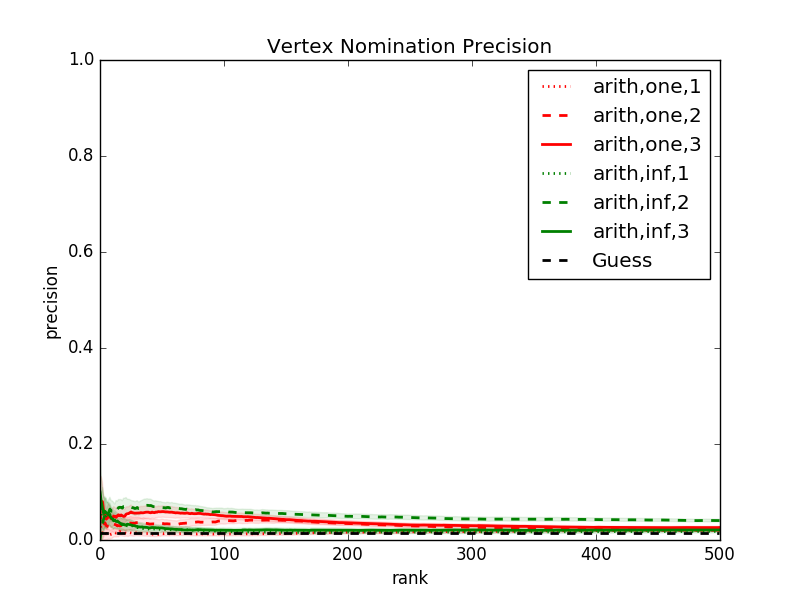 Vertex Nomination Precision
1.0
0.8
0.6
0.4
0.2
0.0
precision
arith,one,1
arith,one,2
arith,one,3
arith,inf,1
arith,inf,2
arith,inf,3
Guess
0 100 200 300 400 500
rank